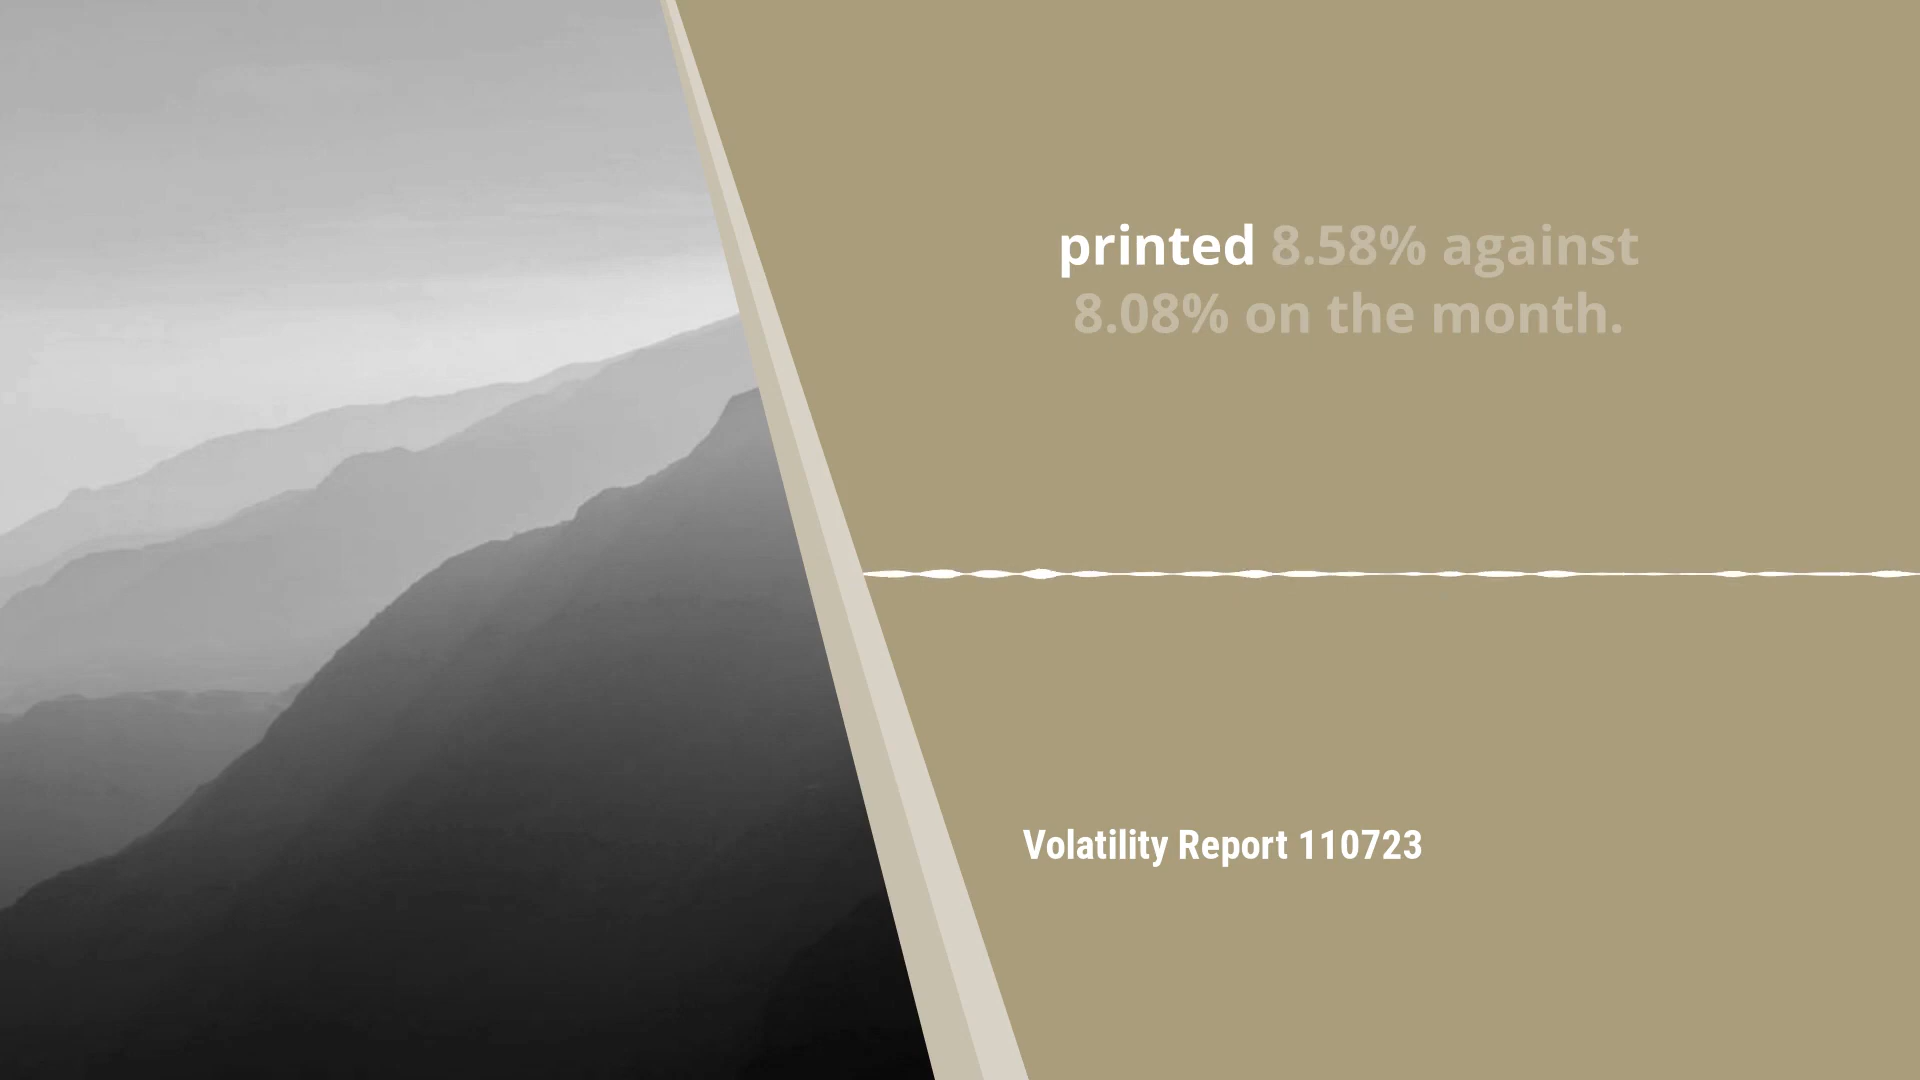 printed 8.58% against
8.08% on the month.
Volatility Report 110723